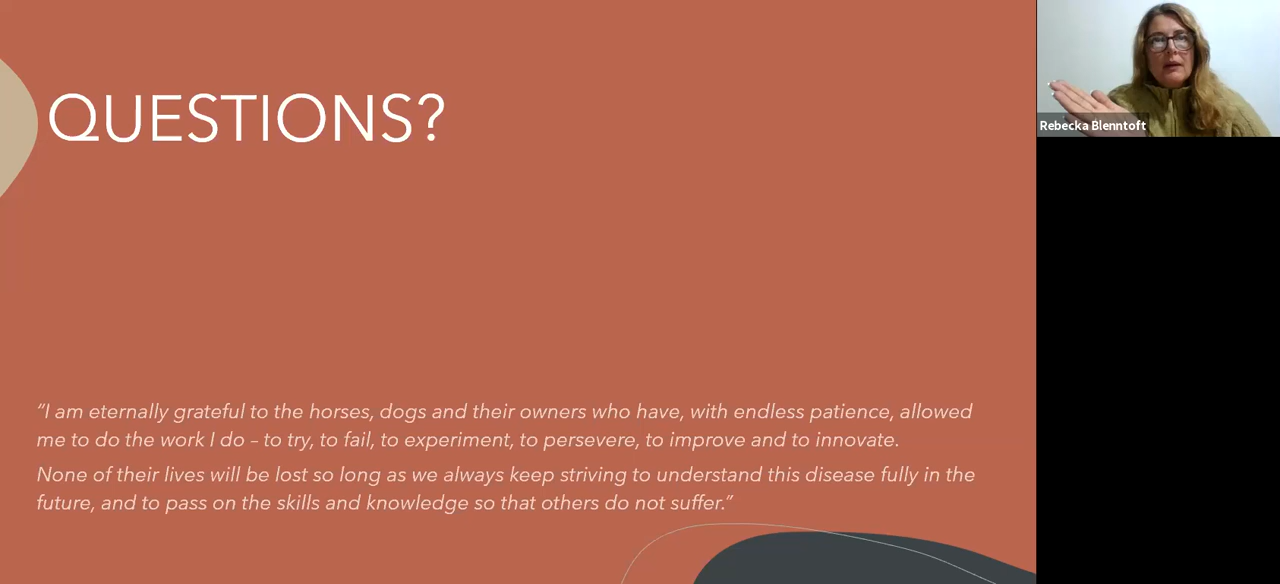 QUESTIONS?
“I am eternally grateful to the horses, dogs and their owners who have, with endless patience, allowed
me to do the work I do – to try, to fail, to experiment, to persevere, to improve and to innovate.
None of their lives will be lost so long as we always keep striving to understand this disease fully in the
future, and to pass on the skills and knowledge so that others do not suffer.”
Rebecka Blenntoft